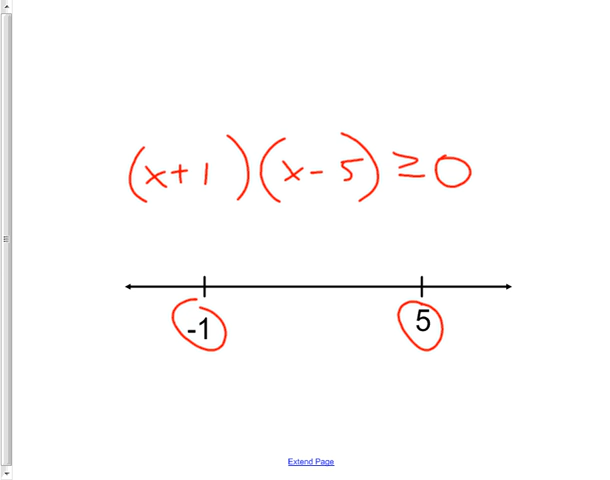 (x+1)(x-5)≥0
-1 5
Extend Page